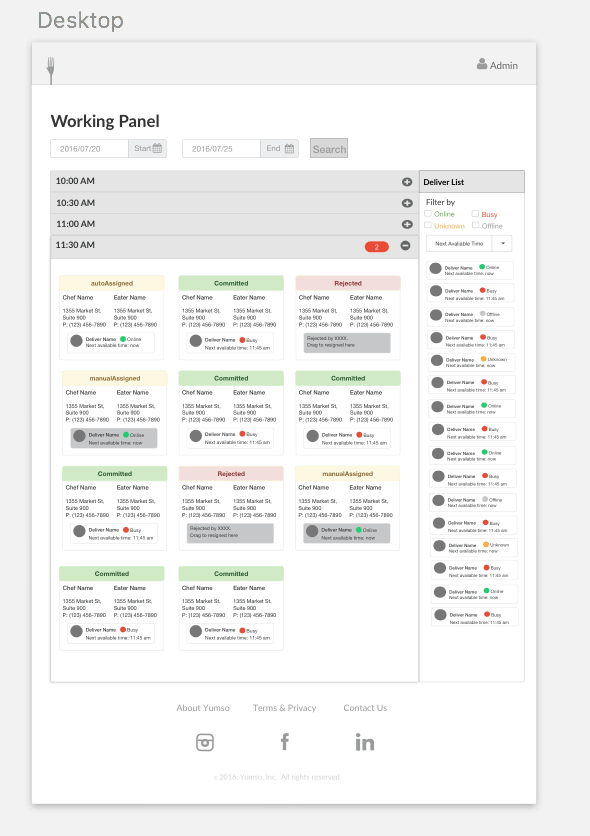 Desktop
Admin
Working Panel
2016/07/20 Start
2016/07/25 End
Search
10:00 AM
10:30 AM
11:00 AM
11:30 AM
2
autoAssigned
Chef Name Eater Name
1355 Market St, 1355 Market St,
Suite 900 Suite 900
P: (123) 456-7890 P: (123) 456-7890
Deliver Name Online
Next available time: now
Committed
Chef Name Eater Name
1355 Market St, 1355 Market St,
Suite 900 Suite 900
P: (123) 456-7890 P: (123) 456-7890
Deliver Name Busy
Next available time: 11:45 am
Rejected
Chef Name Eater Name
1355 Market St, 1355 Market St,
Suite 900 Suite 900
P: (123) 456-7890 P: (123) 456-7890
Rejected by XXXX.
Drag to resigned here
manualAssigned
Chef Name Eater Name
1355 Market St, 1355 Market St,
Suite 900 Suite 900
P: (123) 456-7890 P: (123) 456-7890
Deliver Name Online
Next available time: now
Committed
Chef Name Eater Name
1355 Market St, 1355 Market St,
Suite 900 Suite 900
P: (123) 456-7890 P: (123) 456-7890
Deliver Name Busy
Next available time: 11:45 am
Committed
Chef Name Eater Name
1355 Market St, 1355 Market St,
Suite 900 Suite 900
P: (123) 456-7890 P: (123) 456-7890
Deliver Name Busy
Next available time: 11:45 am
Committed
Chef Name Eater Name
1355 Market St, 1355 Market St,
Suite 900 Suite 900
P: (123) 456-7890 P: (123) 456-7890
Deliver Name Busy
Next available time: 11:45 am
Rejected
Chef Name Eater Name
1355 Market St, 1355 Market St,
Suite 900 Suite 900
P: (123) 456-7890 P: (123) 456-7890
Rejected by XXXX.
Drag to resigned here
manualAssigned
Chef Name Eater Name
1355 Market St, 1355 Market St,
Suite 900 Suite 900
P: (123) 456-7890 P: (123) 456-7890
Deliver Name Online
Next available time: now
Committed
Chef Name Eater Name
1355 Market St, 1355 Market St,
Suite 900 Suite 900
P: (123) 456-7890 P: (123) 456-7890
Deliver Name Busy
Next available time: 11:45 am
Committed
Chef Name Eater Name
1355 Market St, 1355 Market St,
Suite 900 Suite 900
P: (123) 456-7890 P: (123) 456-7890
Deliver Name Busy
Next available time: 11:45 am
Deliver List
Filter by
Online Busy
Unknown Offline
Next Available Time
Deliver Name Online
Next available time: now
Deliver Name Busy
Next available time: 11:45 am
Deliver Name Offline
Next available time: now
Deliver Name Busy
Next available time: 11:45 am
Deliver Name Unknown
Next available time: now
Deliver Name Busy
Next available time: 11:45 am
Deliver Name Online
Next available time: now
Deliver Name Busy
Next available time: 11:45 am
Deliver Name Online
Next available time: now
Deliver Name Busy
Next available time: 11:45 am
Deliver Name Offline
Next available time: now
Deliver Name Busy
Next available time: 11:45 am
Deliver Name Unknown
Next available time: now
Deliver Name Busy
Next available time: 11:45 am
Deliver Name Online
Next available time: now
Deliver Name Busy
Next available time: 11:45 am
About Yumso Terms & Privacy Contact Us
f in
© 2016 Yumso, Inc. All rights reserved.